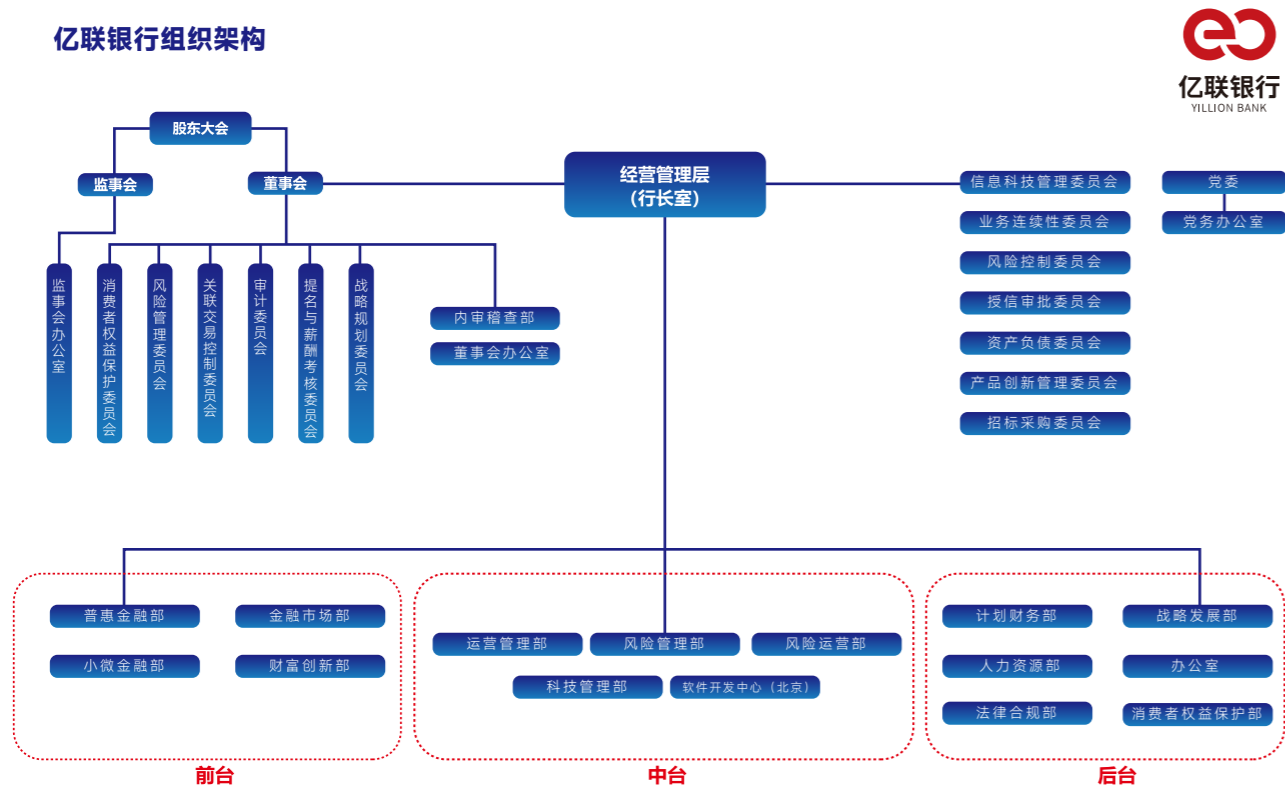 亿联银行组织架构
亿联银行
YILLION BANK
股东大会
监事会
董事会
经营管理层
(行长室)
信息科技管理委员会
党委
业务连续性委员会
党务办公室
风险控制委员会
授信审批委员会
资产负债委员会
产品创新管理委员会
招标采购委员会
监事会办公室
消费者权益保护委员会
风险管理委员会
关联交易控制委员会
审计委员会
提名与薪酬考核委员会
战略规划委员会
内审稽查部
董事会办公室
普惠金融部
金融市场部
小微金融部
财富创新部
前台
运营管理部
风险管理部
风险运营部
科技管理部
软件开发中心（北京）
中台
计划财务部
战略发展部
人力资源部
办公室
法律合规部
消费者权益保护部
后台